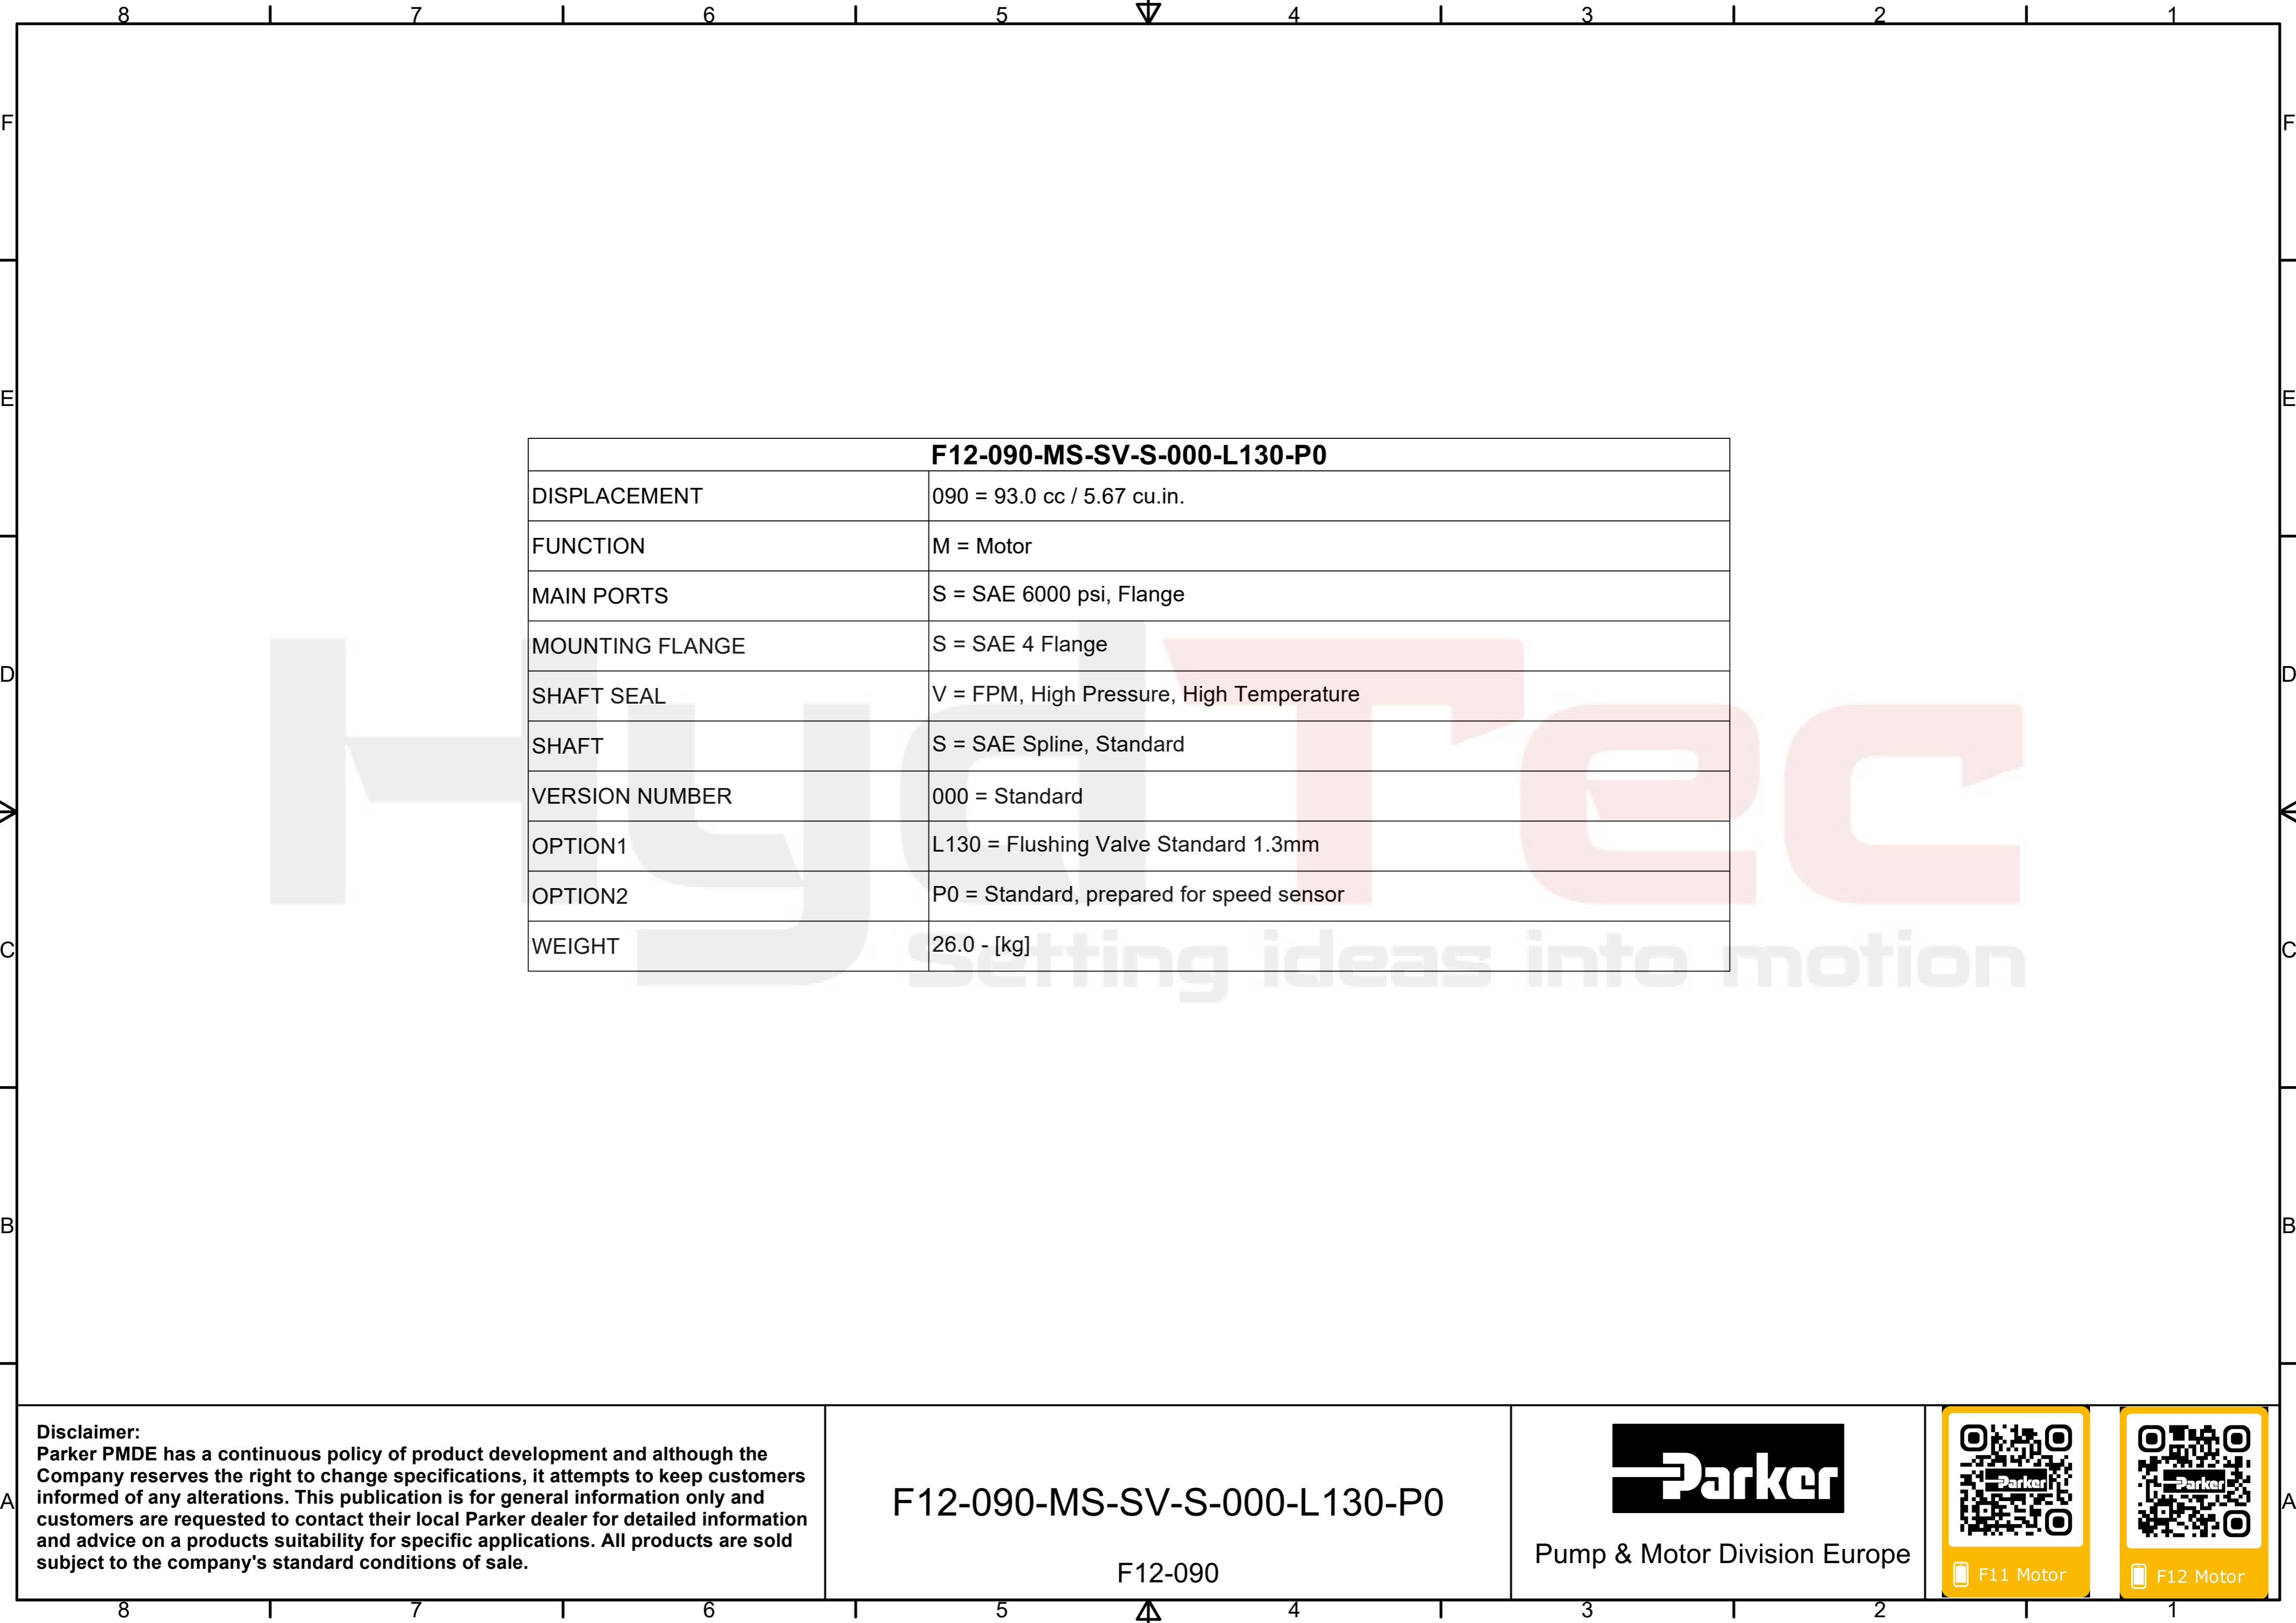 8 7 6 5 4 3 2 1
F F
E E
F12-090-MS-SV-S-000-L130-P0
DISPLACEMENT 090 = 93.0 cc / 5.67 cu.in.
FUNCTION M = Motor
MAIN PORTS S = SAE 6000 psi, Flange
MOUNTING FLANGE S = SAE 4 Flange
D D
SHAFT SEAL V = FPM, High Pressure, High Temperature
SHAFT S = SAE Spline, Standard
HydTec
VERSION NUMBER 000 = Standard
OPTION1 L130 = Flushing Valve Standard 1.3mm
OPTION2 P0 = Standard, prepared for speed sensor
WEIGHT 26.0 - [kg]
C C
Setting ideas into motion
B B
Disclaimer:
Parker PMDE has a continuous policy of product development and although the
Company reserves the right to change specifications, it attempts to keep customers
informed of any alterations. This publication is for general information only and
customers are requested to contact their local Parker dealer for detailed information
and advice on a products suitability for specific applications. All products are sold
subject to the company's standard conditions of sale.
A A
F12-090-MS-SV-S-000-L130-P0
F12-090
Parker
Pump & Motor Division Europe
Parker
F11 Motor
Parker
F12 Motor
8 7 6 5 4 3 2 1